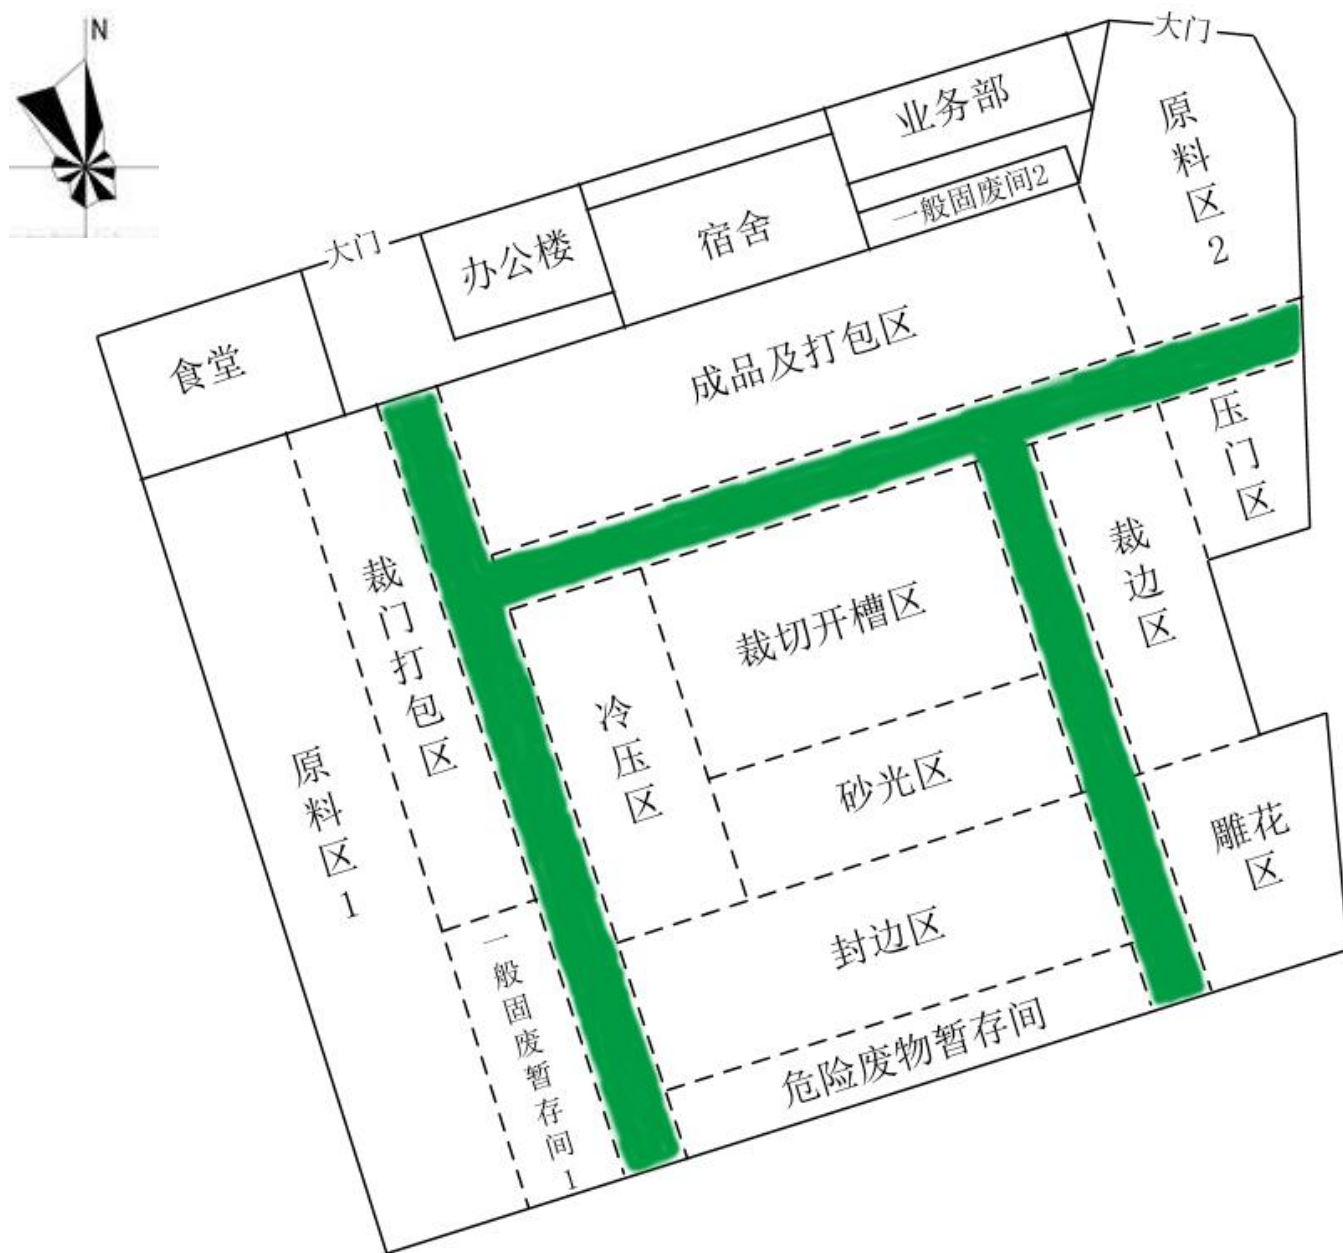 N
大门
业务部
原料区2
一般固废间2
大门
办公楼
宿舍
食堂
成品及打包区
压门区
裁门打包区
裁边区
裁切开槽区
冷压区
原料区1
砂光区
雕花区
封边区
一般固废暂存间1
危险废物暂存间